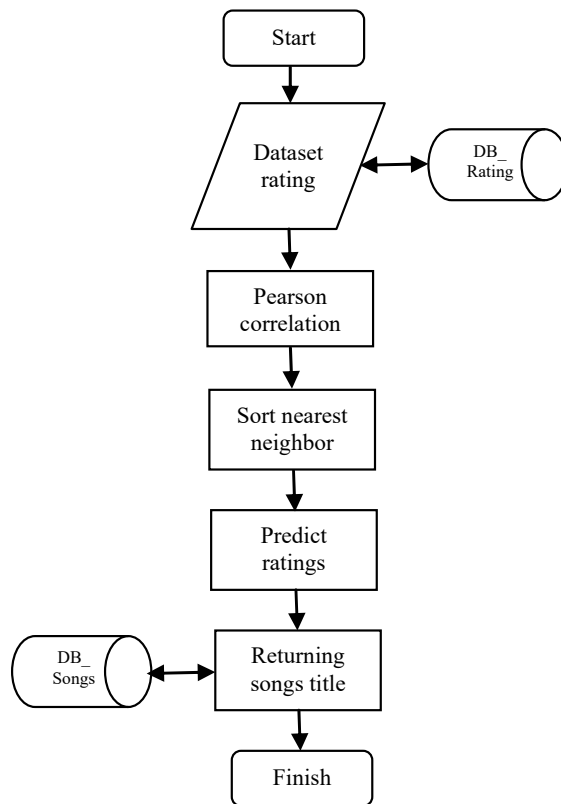 Start
Dataset
rating
DB_
Rating
Pearson
correlation
Sort nearest
neighbor
Predict
ratings
DB_
Songs
Returning
songs title
Finish